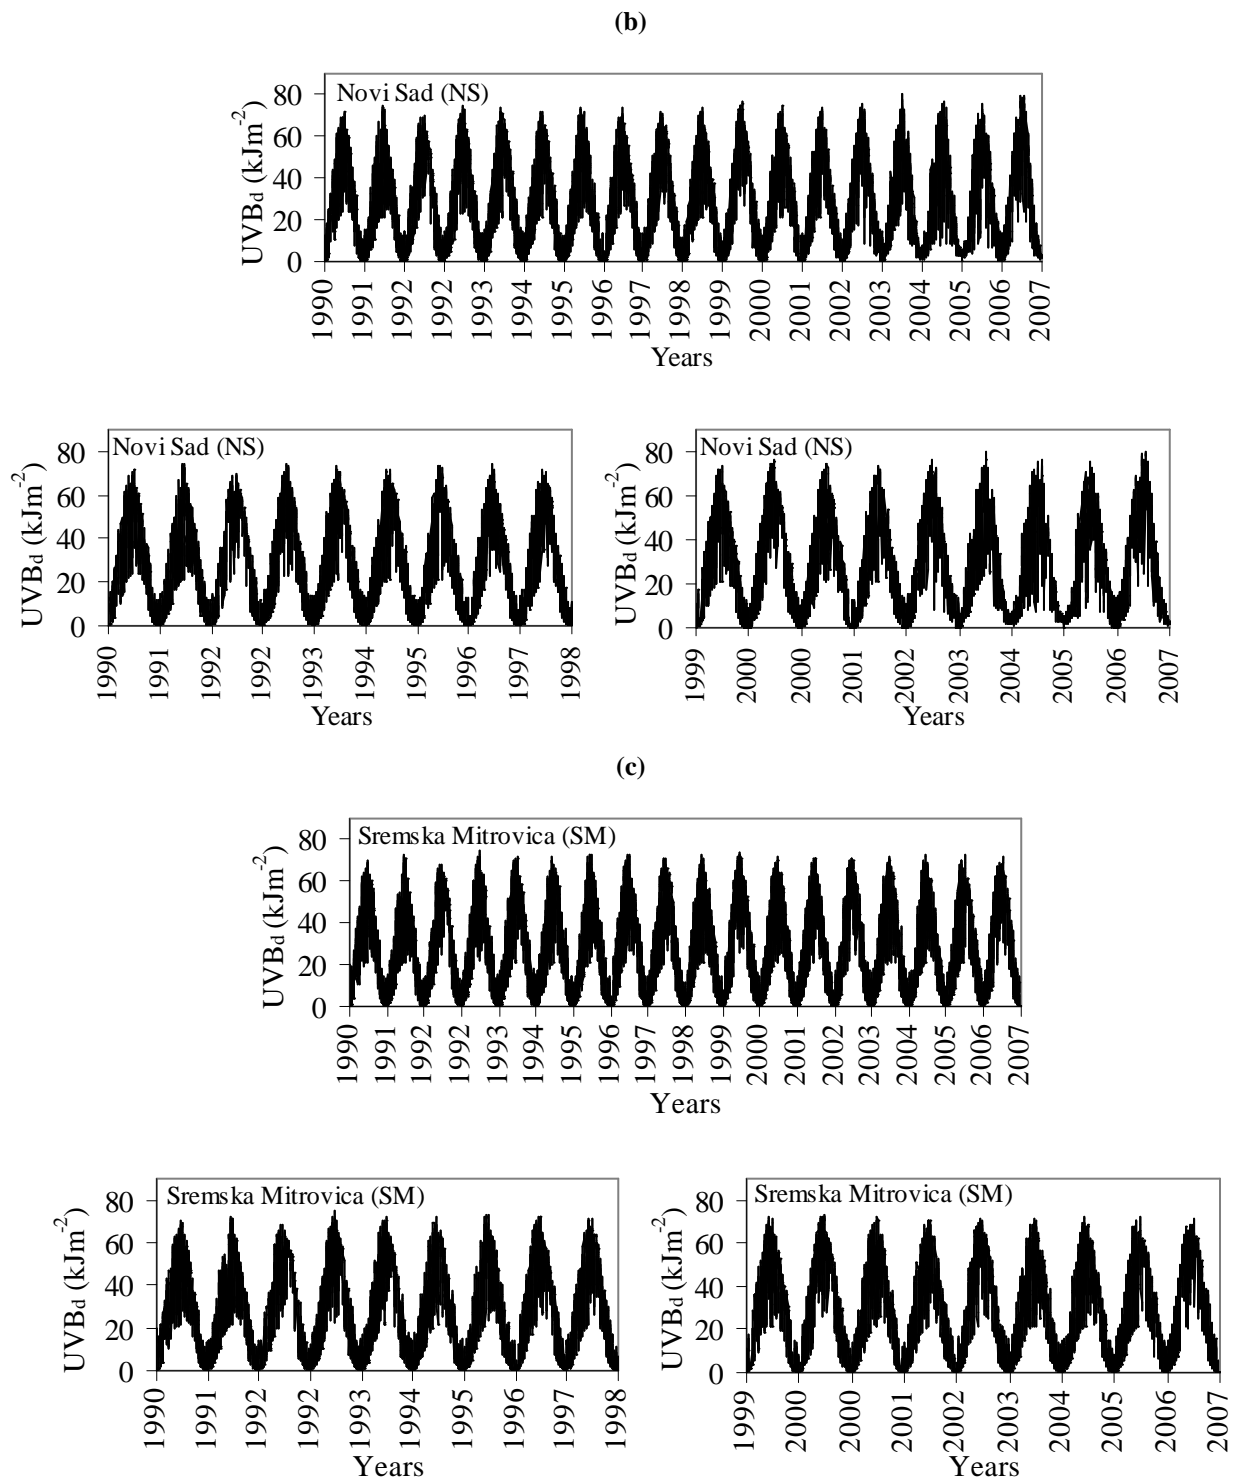 (b)
Novi Sad (NS)
UVBd (kJm-2)
80
60
40
20
0
1990 1991 1992 1992 1993 1994 1995 1996 1997 1998 1999 2000 2001 2002 2003 2004 2005 2006 2007
Years
Novi Sad (NS)
UVBd (kJm-2)
80
60
40
20
0
1990 1991 1992 1992 1993 1994 1995 1996 1997 1998
Years
Novi Sad (NS)
UVBd (kJm-2)
80
60
40
20
0
1999 2000 2000 2001 2002 2003 2004 2005 2006 2007
Years
(c)
Sremska Mitrovica (SM)
UVBd (kJm-2)
80
60
40
20
0
1990 1991 1992 1992 1993 1994 1995 1996 1997 1998 1999 2000 2001 2002 2003 2004 2005 2006 2007
Years
Sremska Mitrovica (SM)
UVBd (kJm-2)
80
60
40
20
0
1990 1991 1992 1992 1993 1994 1995 1996 1997 1998
Years
Sremska Mitrovica (SM)
UVBd (kJm-2)
80
60
40
20
0
1999 2000 2000 2001 2002 2003 2004 2005 2006 2007
Years